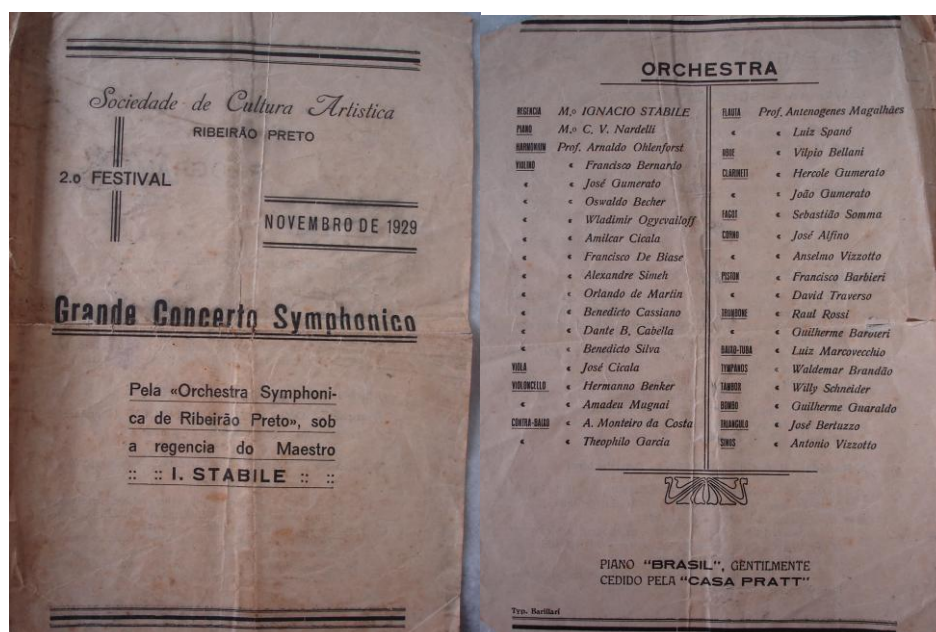 Sociedade de Cultura Artistica
RIBEIRÃO PRETO
2.o FESTIVAL
NOVEMBRO DE 1929
Grande Concerto Symphonico
Pela «Orchestra Symphoni-
ca de Ribeirão Preto», sob
a regencia do Maestro
:: :: I. STABILE :: ::
ORCHESTRA
REGENCIA M.o IGNACIO STABILE
PIANO M.o C. V. Nardelli
HARMONIUM Prof. Arnaldo Ohlenforst
VIOLINO « Francisco Bernardo
« « José Gumerato
« « Oswaldo Becher
« « Wladimir Ogycvailoff
« « Amilcar Cicala
« « Francisco De Biase
« « Alexandre Simeh
« « Orlando de Martin
« « Benedicto Cassiano
« « Dante B. Cabella
« « Benedicto Silva
VIOLA « José Cicala
VIOLONCELLO « Hermanno Benker
« « Amadeu Mugnai
CONTRA-BAIXO « A. Monteiro da Costa
« « Theophilo Garcia
FLAUTA Prof. Antenogenes Magalhães
« « Luiz Spanó
OBOE « Vilpio Bellani
CLARINETI « Hercole Gumerato
« « João Gumerato
FAGOT « Sebastião Somma
CORNO « José Alfino
« « Anselmo Vizzotto
PISTON « Francisco Barbieri
« « David Traverso
TROMBONE « Raul Rossi
« « Guilherme Barbieri
BAIXO-TUBA « Luiz Marcovecchio
TYMPANOS « Waldemar Brandão
TAMBOR « Willy Schneider
BOMBO « Guilherme Guaraldo
TRIANGULO « José Bertuzzo
SINOS « Antonio Vizzotto
PIANO "BRASIL", GENTILMENTE
CEDIDO PELA "CASA PRATT"
Typ. Barillari